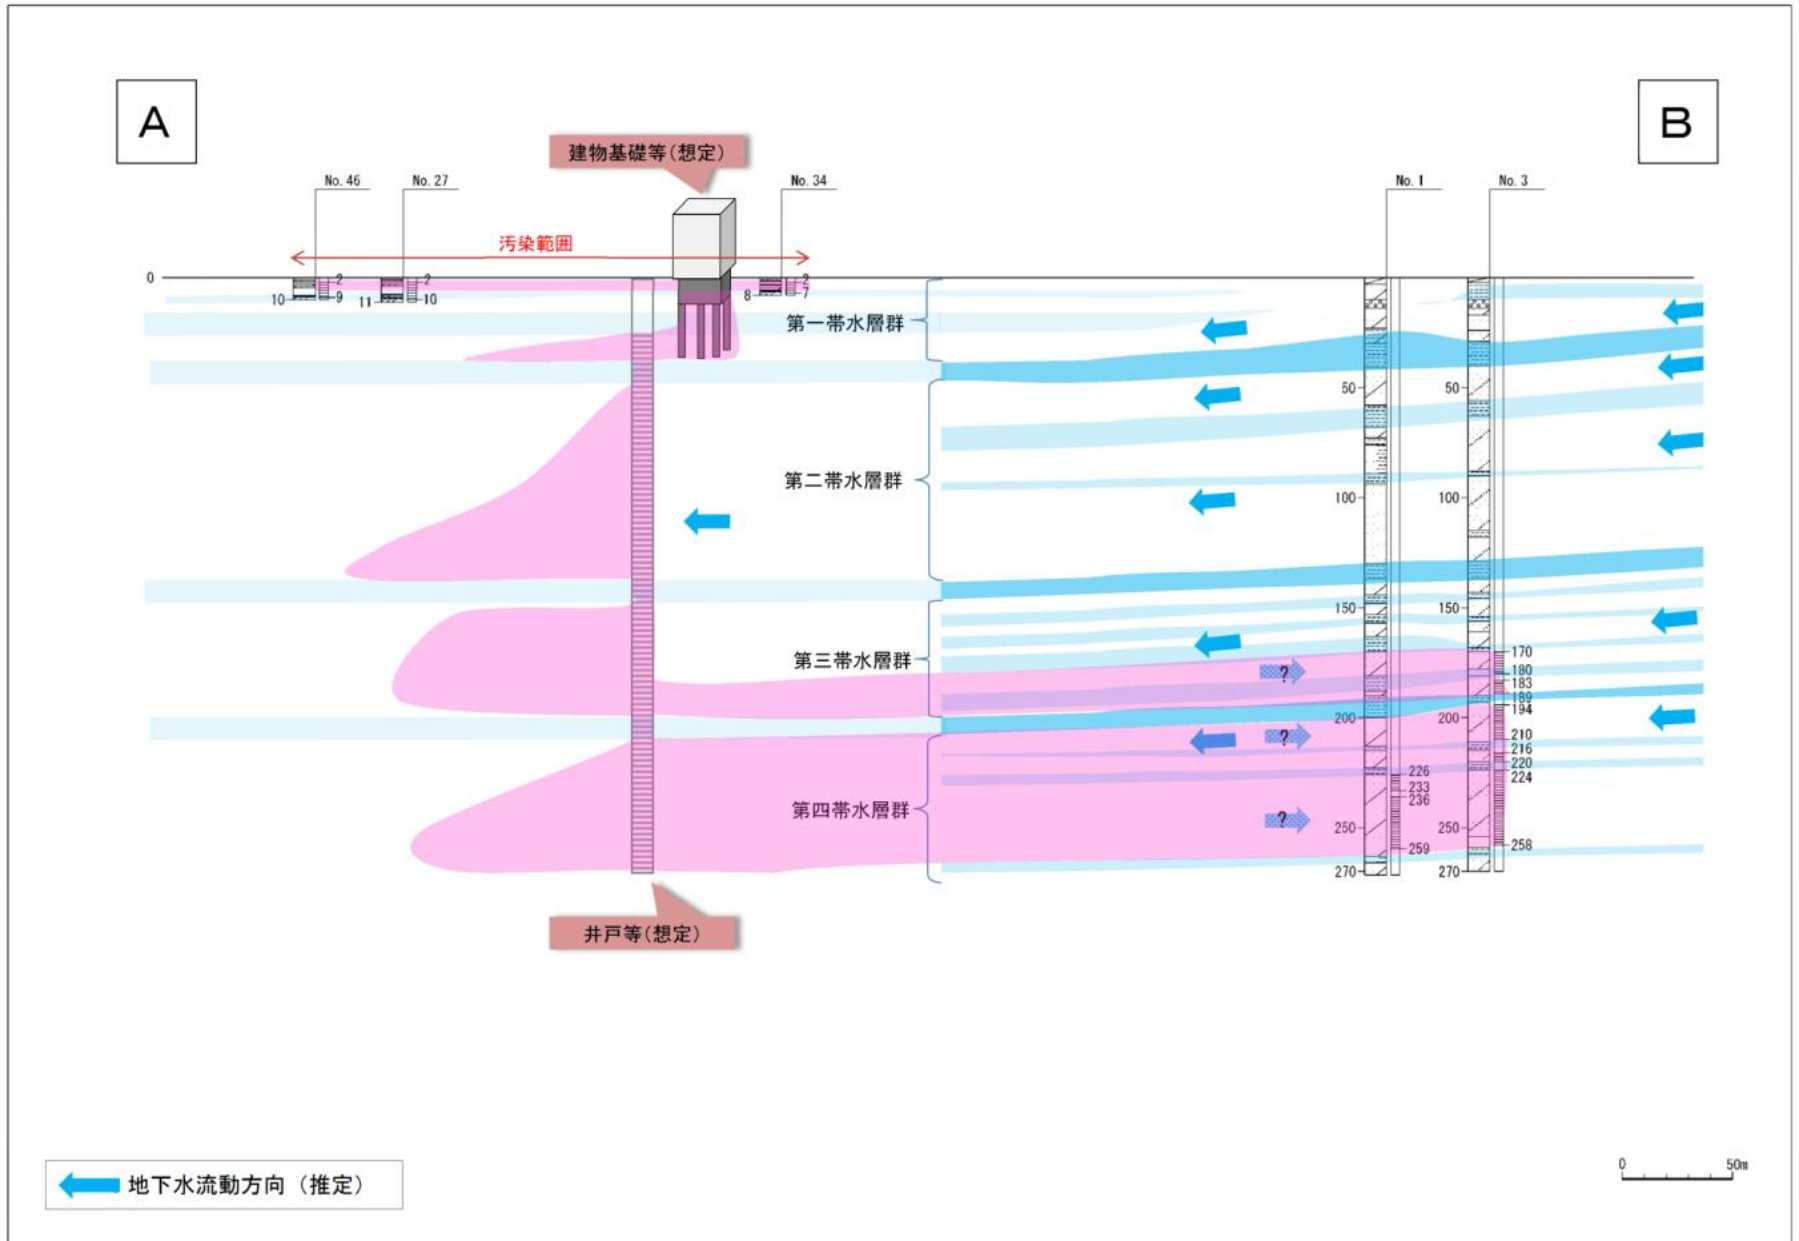 A
B
建物基礎等(想定)
No. 46
No. 27
No. 34
No. 1
No. 3
汚染範囲
0
2
2
2
10
9
11
10
8
7
第一帯水層群
50
50
第二帯水層群
100
100
150
150
第三帯水層群
170
?
180
183
189
194
200
200
?
210
216
220
226
224
233
236
第四帯水層群
?
250
250
259
258
270
270
井戸等(想定)
地下水流動方向（推定）
0
50m